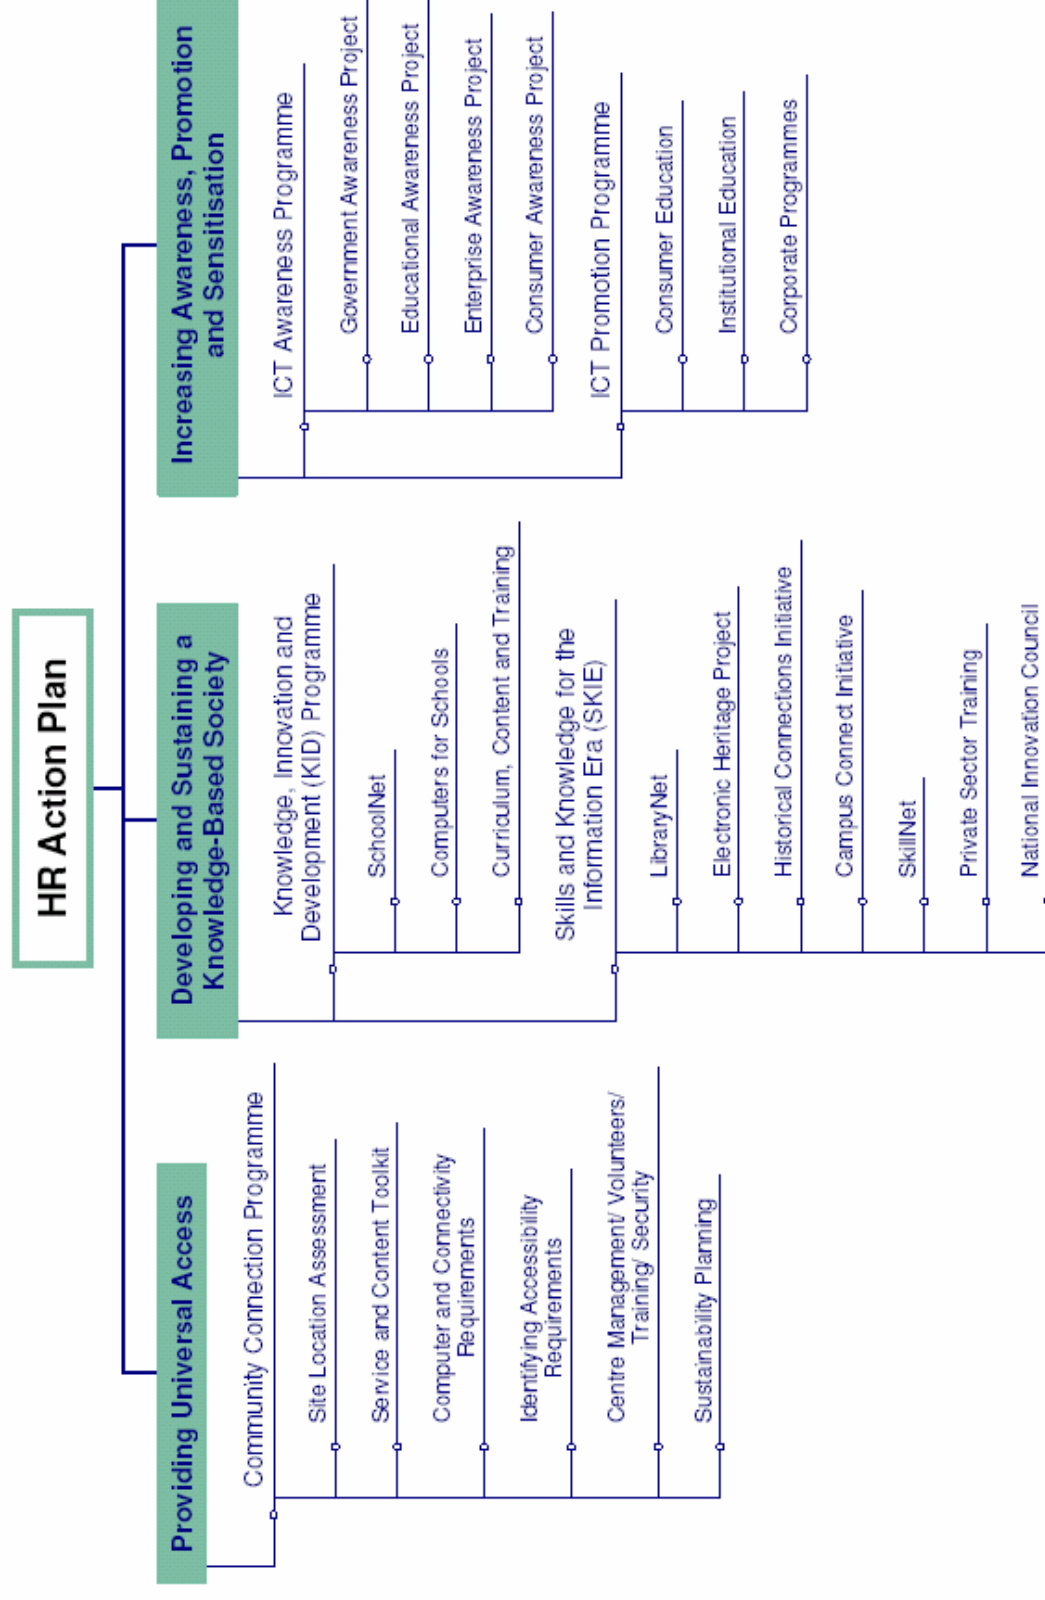 HR Action Plan
Providing Universal Access
Community Connection Programme
Site Location Assessment
Service and Content Toolkit
Computer and Connectivity
Requirements
Identifying Accessibility
Requirements
Centre Management/ Volunteers/
Training/ Security
Sustainability Planning
Developing and Sustaining a
Knowledge-Based Society
Knowledge, Innovation and
Development (KID) Programme
SchoolNet
Computers for Schools
Curriculum, Content and Training
Skills and Knowledge for the
Information Era (SKIE)
LibraryNet
Electronic Heritage Project
Historical Connections Initiative
Campus Connect Initiative
SkillNet
Private Sector Training
National Innovation Council
Increasing Awareness, Promotion
and Sensitisation
ICT Awareness Programme
Government Awareness Project
Educational Awareness Project
Enterprise Awareness Project
Consumer Awareness Project
ICT Promotion Programme
Consumer Education
Institutional Education
Corporate Programmes